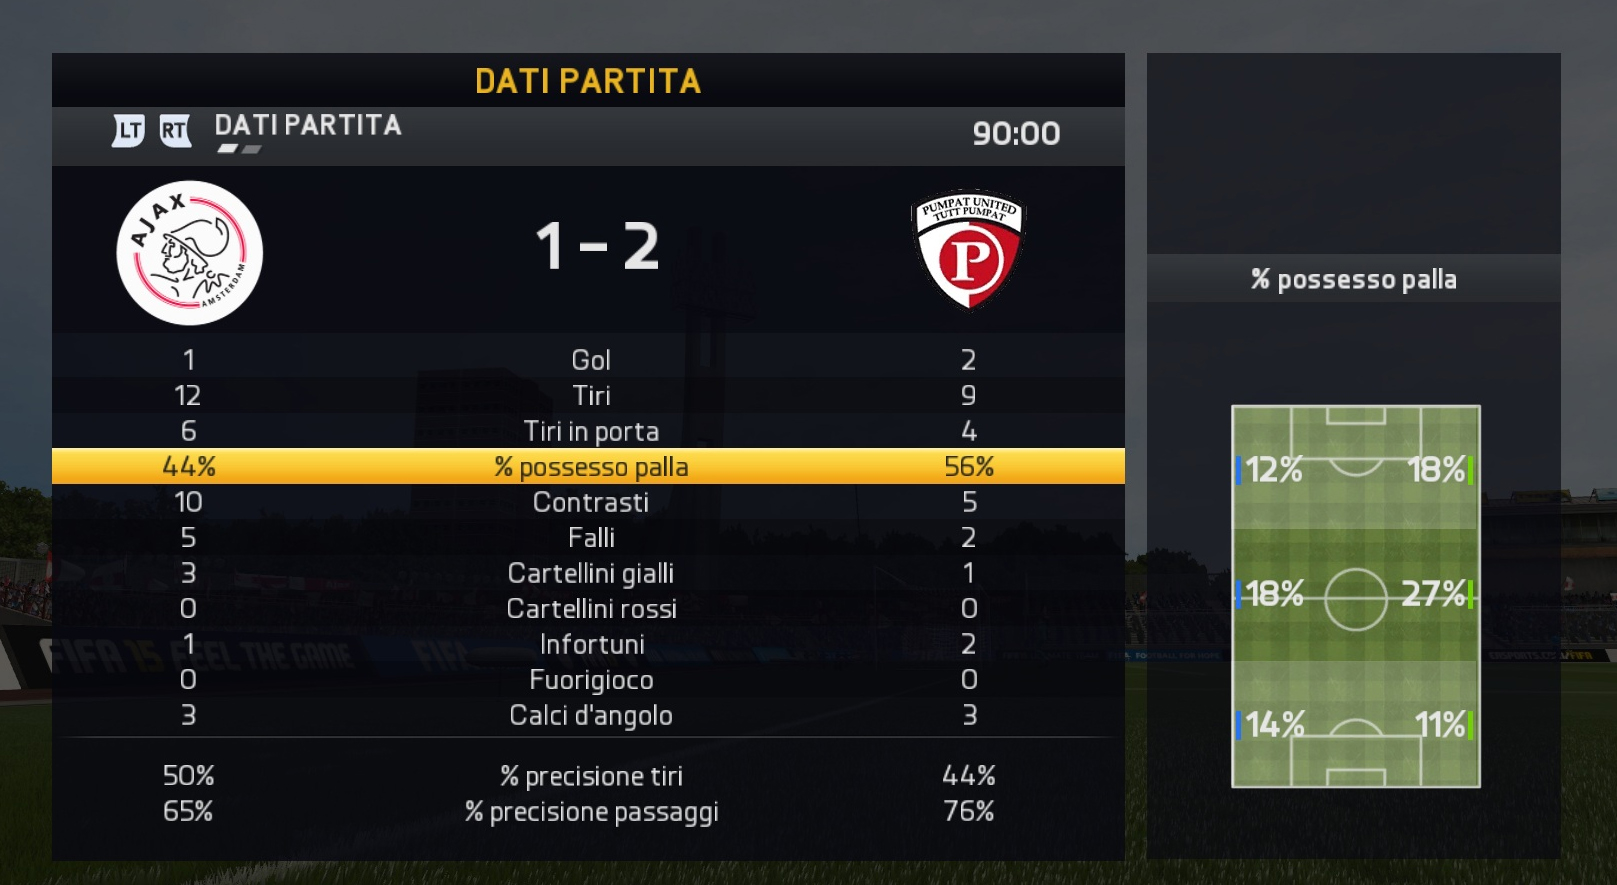 DATI PARTITA
LT RT DATI PARTITA 90:00
AJAX
AMSTERDAM
1 - 2
PUMPAT UNITED
TUTT PUMPAT
P
1 Gol 2
12 Tiri 9
6 Tiri in porta 4
44% % possesso palla 56%
10 Contrasti 5
5 Falli 2
3 Cartellini gialli 1
0 Cartellini rossi 0
1 Infortuni 2
0 Fuorigioco 0
3 Calci d'angolo 3
50% % precisione tiri 44%
65% % precisione passaggi 76%
% possesso palla
12% 18%
18% 27%
14% 11%
FIFA 15 FEEL THE GAME
FIFA
FOOTBALL FOR HOPE